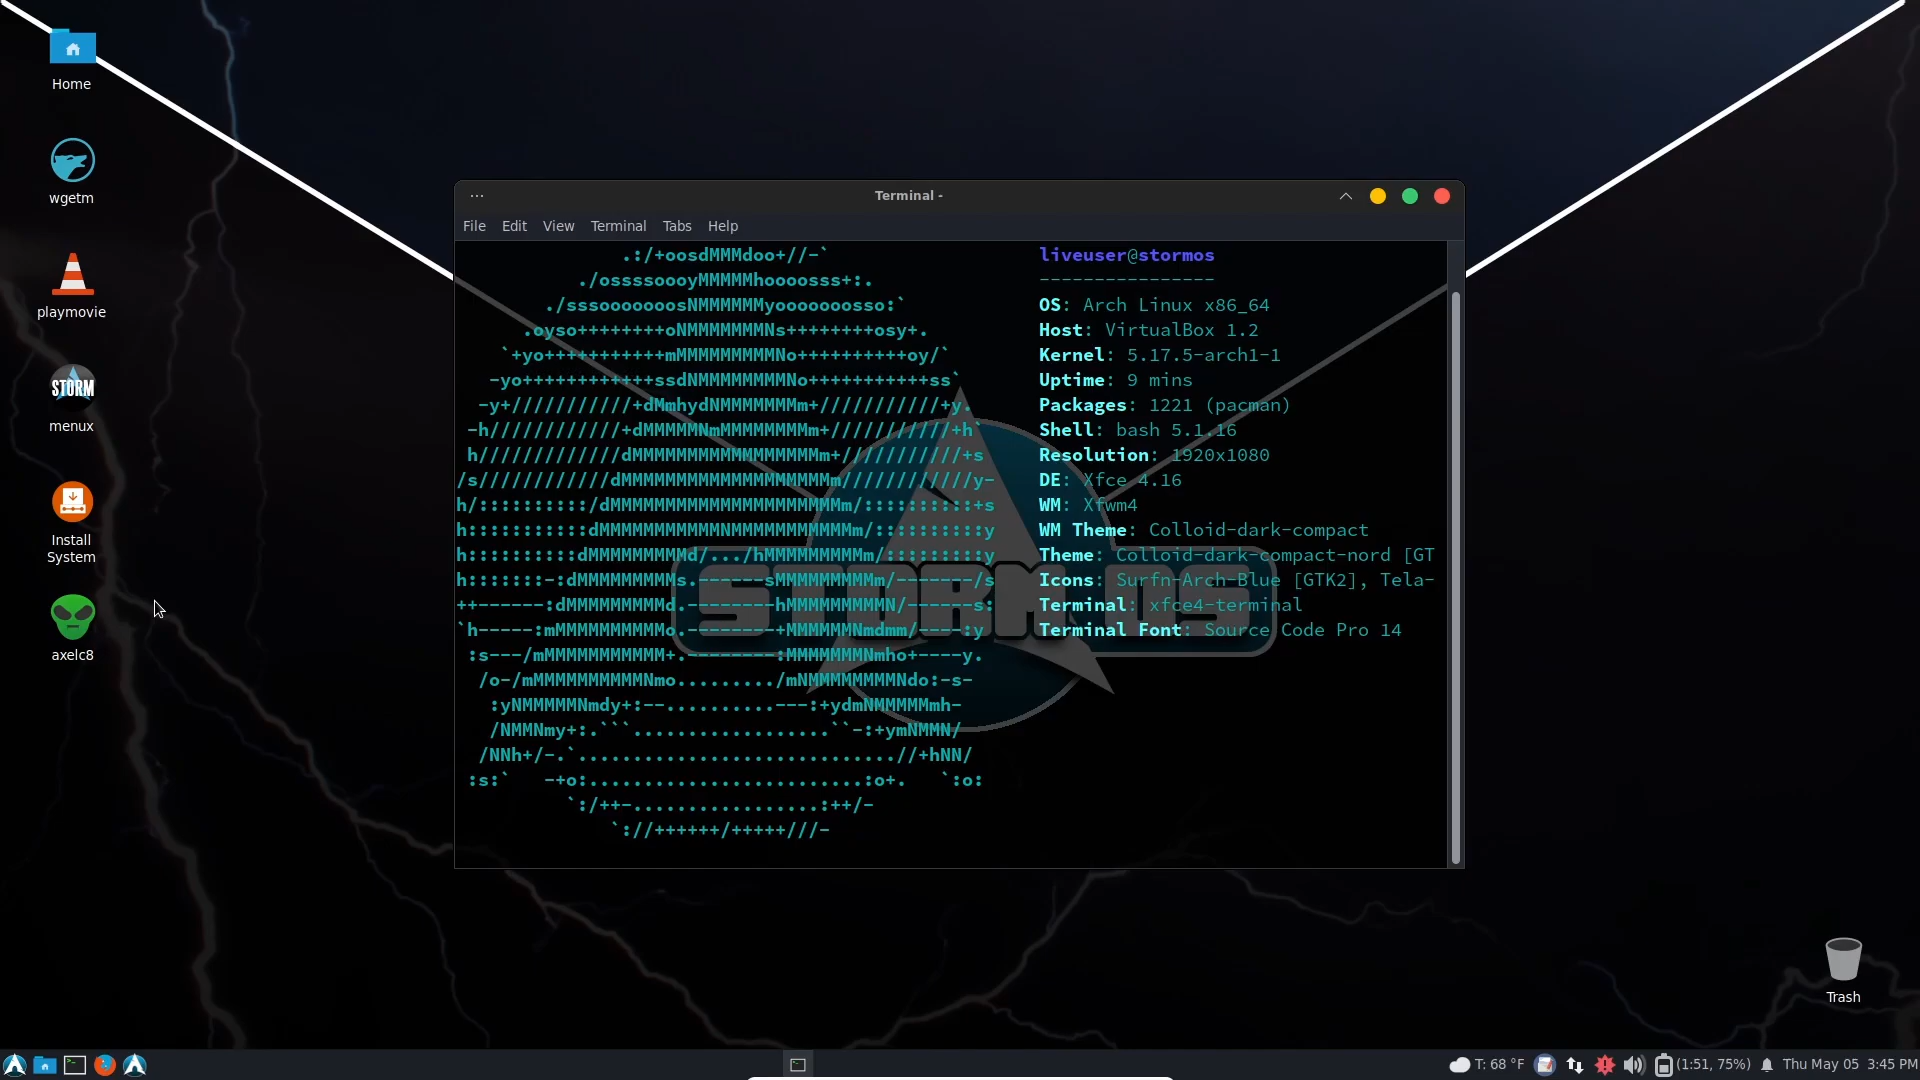 Home
wgetm
playmovie
STORM
menux
Install
System
axelc8
Trash
Terminal -
File Edit View Terminal Tabs Help
liveuser@stormos
----------------
OS: Arch Linux x86_64
Host: VirtualBox 1.2
Kernel: 5.17.5-arch1-1
Uptime: 9 mins
Packages: 1221 (pacman)
Shell: bash 5.1.16
Resolution: 1920x1080
DE: Xfce 4.16
WM: Xfwm4
WM Theme: Colloid-dark-compact
Theme: Colloid-dark-compact-nord [GT
Icons: Surfn-Arch-Blue [GTK2], Tela-
Terminal: xfce4-terminal
Terminal Font: Source Code Pro 14
STORM OS
T: 68 °F (1:51, 75%) Thu May 05 3:45 PM